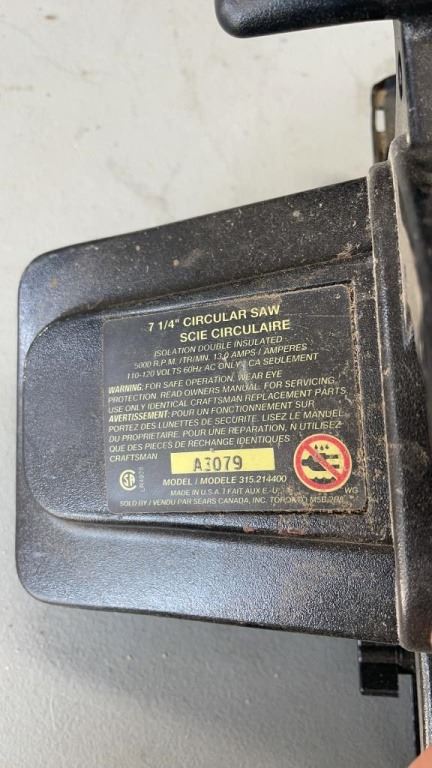 7 1/4" CIRCULAR SAW
SCIE CIRCULAIRE
ISOLATION DOUBLE INSULATED
5000 R.P.M. /TR/MN. 13.0 AMPS / AMPERES
110-120 VOLTS 60Hz AC ONLY / CA SEULEMENT
WARNING: FOR SAFE OPERATION, WEAR EYE
PROTECTION. READ OWNERS MANUAL. FOR SERVICING,
USE ONLY IDENTICAL CRAFTSMAN REPLACEMENT PARTS.
AVERTISSEMENT: POUR UN FONCTIONNEMENT SUR
PORTEZ DES LUNETTES DE SECURITE. LISEZ LE MANUEL
DU PROPRIETAIRE. POUR UNE REPARATION, N UTILISEZ
QUE DES PIECES DE RECHANGE IDENTIQUES
CRAFTSMAN
A3079
MODEL / MODELE 315.214400
MADE IN U.S.A. / FAIT AUX E.-U. WG
SOLD BY / VENDU PAR SEARS CANADA, INC. TORONTO M5B